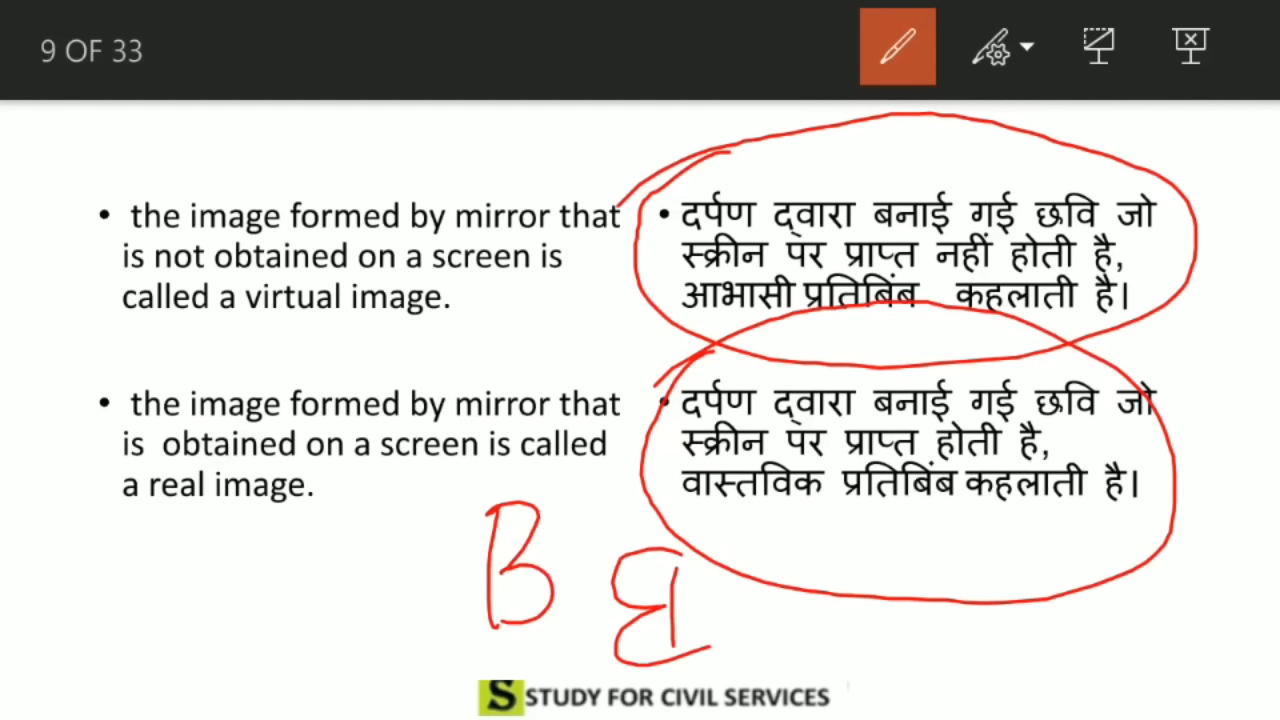 9 OF 33
• the image formed by mirror that
is not obtained on a screen is
called a virtual image.
• the image formed by mirror that
is obtained on a screen is called
a real image.
• दर्पण द्वारा बनाई गई छवि जो
स्क्रीन पर प्राप्त नहीं होती है,
आभासी प्रतिबिंब कहलाती है।
• दर्पण द्वारा बनाई गई छवि जो
स्क्रीन पर प्राप्त होती है,
वास्तविक प्रतिबिंब कहलाती है।
B
S STUDY FOR CIVIL SERVICES